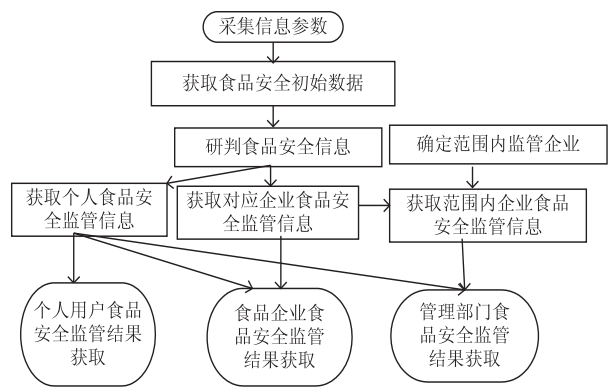 采集信息参数
获取食品安全初始数据
研判食品安全信息
确定范围内监管企业
获取个人食品安
全监管信息
获取对应企业食品安
全监管信息
获取范围内企业食品
安全监管信息
个人用户食品
安全监管结果
获取
食品企业食
品安全监管
结果获取
管理部门食
品安全监管
结果获取